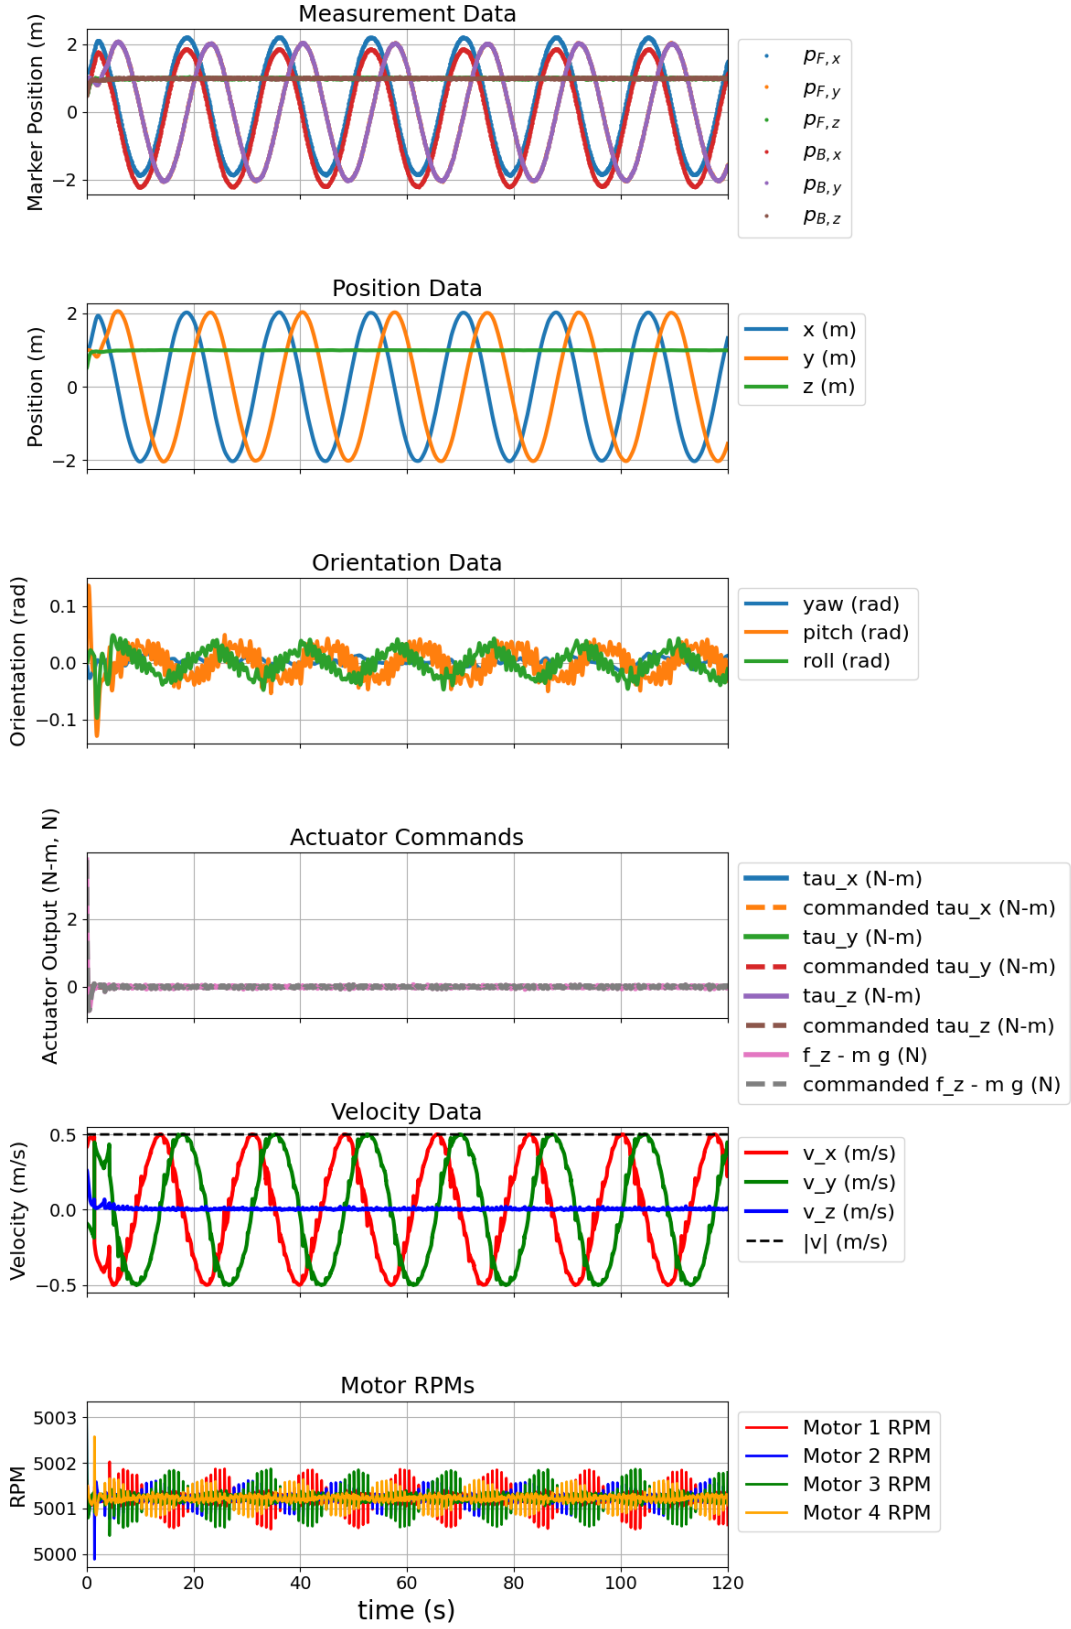 Measurement Data
Marker Position (m)
2
0
−2
p_{F, x}
p_{F, y}
p_{F, z}
p_{B, x}
p_{B, y}
p_{B, z}
Position Data
Position (m)
2
0
−2
x (m)
y (m)
z (m)
Orientation Data
Orientation (rad)
0.1
0.0
−0.1
yaw (rad)
pitch (rad)
roll (rad)
Actuator Commands
Actuator Output (N-m, N)
2
0
tau_x (N-m)
commanded tau_x (N-m)
tau_y (N-m)
commanded tau_y (N-m)
tau_z (N-m)
commanded tau_z (N-m)
f_z - m g (N)
commanded f_z - m g (N)
Velocity Data
Velocity (m/s)
0.5
0.0
−0.5
v_x (m/s)
v_y (m/s)
v_z (m/s)
|v| (m/s)
Motor RPMs
RPM
5003
5002
5001
5000
Motor 1 RPM
Motor 2 RPM
Motor 3 RPM
Motor 4 RPM
0 20 40 60 80 100 120
time (s)